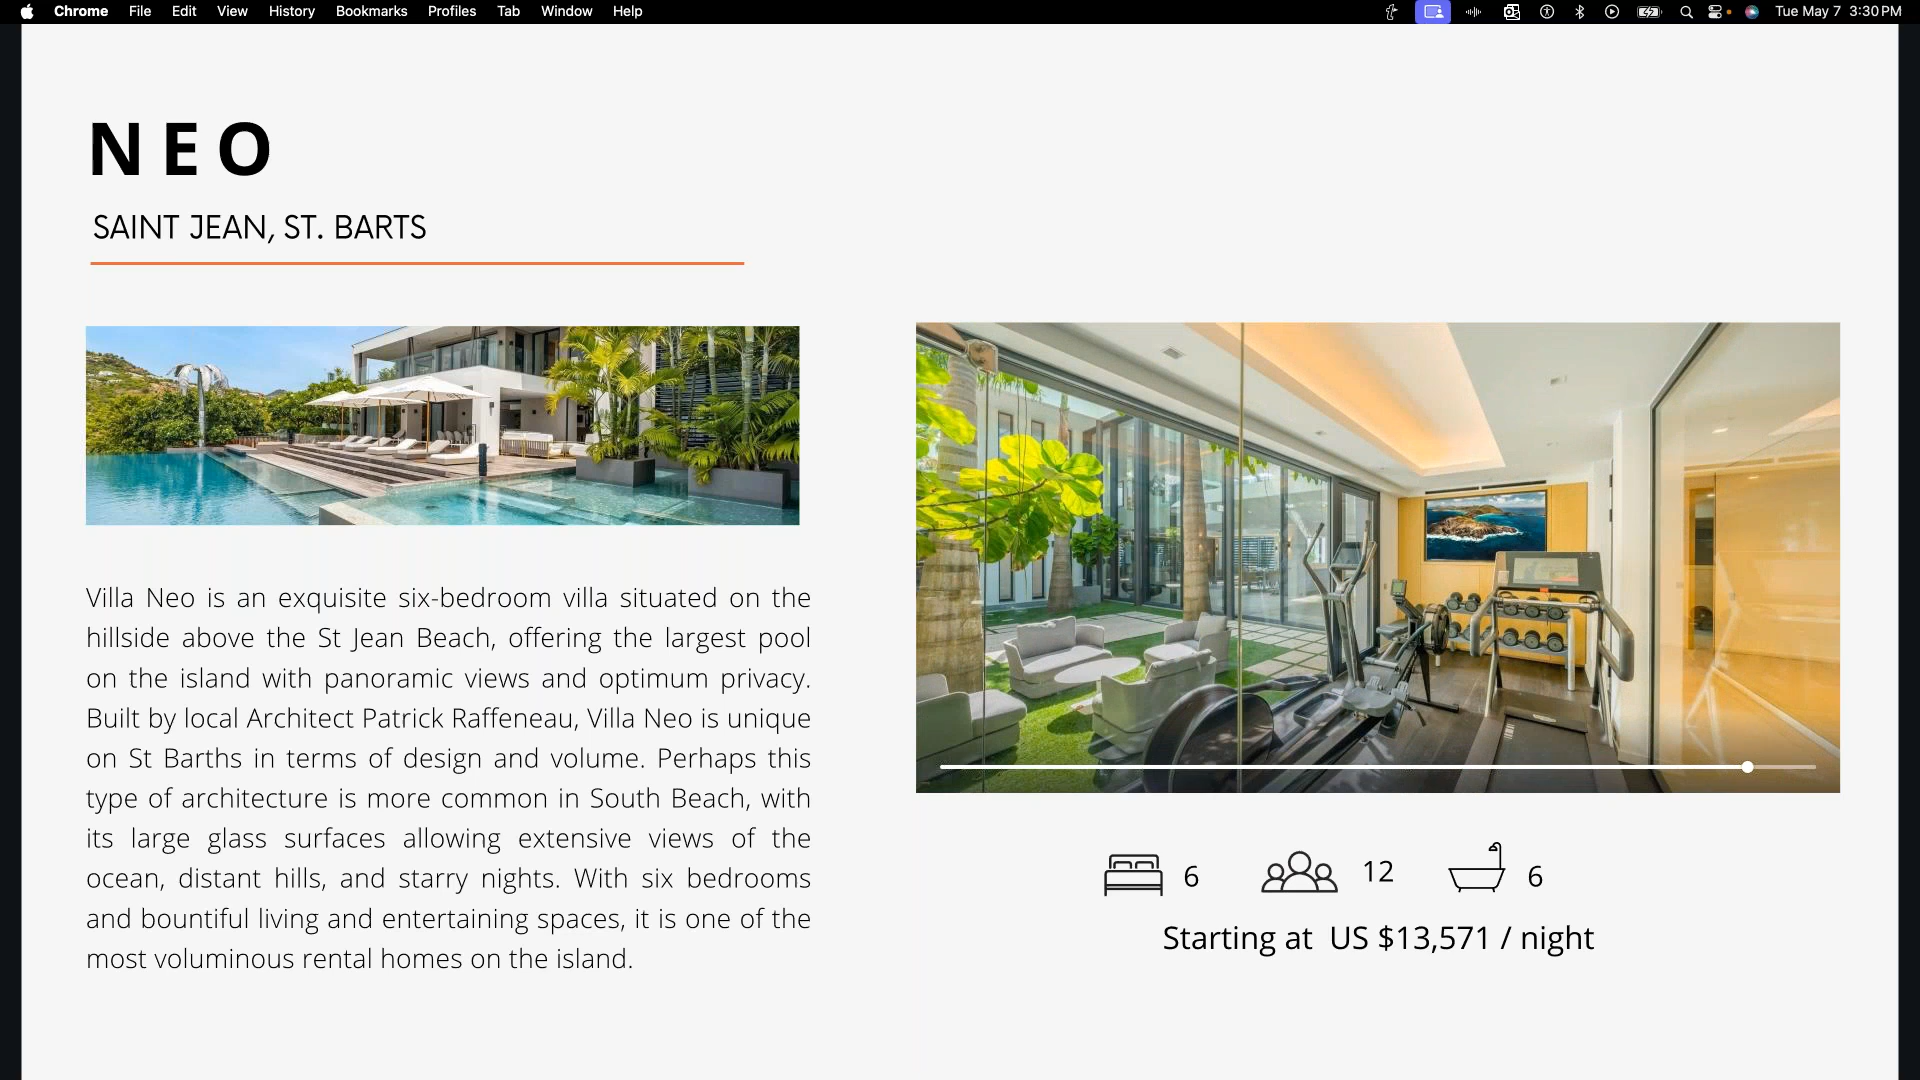 Chrome File Edit View History Bookmarks Profiles Tab Window Help Tue May 7 3:30 PM
NEO
SAINT JEAN, ST. BARTS
Villa Neo is an exquisite six-bedroom villa situated on the
hillside above the St Jean Beach, offering the largest pool
on the island with panoramic views and optimum privacy.
Built by local Architect Patrick Raffeneau, Villa Neo is unique
on St Barths in terms of design and volume. Perhaps this
type of architecture is more common in South Beach, with
its large glass surfaces allowing extensive views of the
ocean, distant hills, and starry nights. With six bedrooms
and bountiful living and entertaining spaces, it is one of the
most voluminous rental homes on the island.
6 12 6
Starting at US $13,571 / night